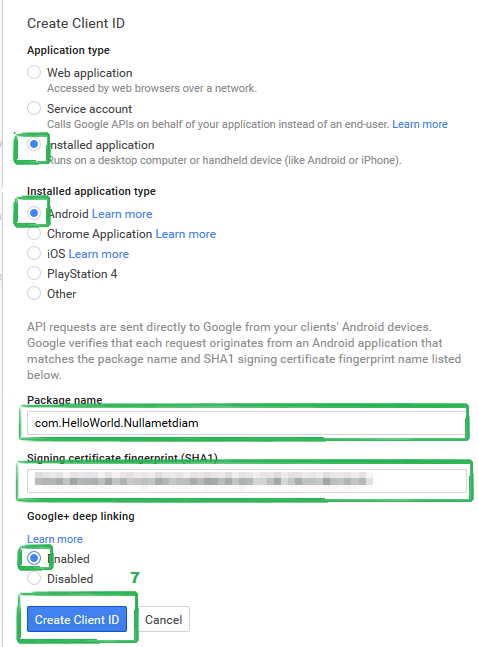 Create Client ID
Application type
Web application
Accessed by web browsers over a network.
Service account
Calls Google APIs on behalf of your application instead of an end-user. Learn more
Installed application
Runs on a desktop computer or handheld device (like Android or iPhone).
Installed application type
Android Learn more
Chrome Application Learn more
iOS Learn more
PlayStation 4
Other
API requests are sent directly to Google from your clients' Android devices.
Google verifies that each request originates from an Android application that
matches the package name and SHA1 signing certificate fingerprint name listed
below.
Package name
com.HelloWorld.Nullametdiam
Signing certificate fingerprint (SHA1)
Google+ deep linking
Learn more
Enabled
Disabled
7
Create Client ID
Cancel